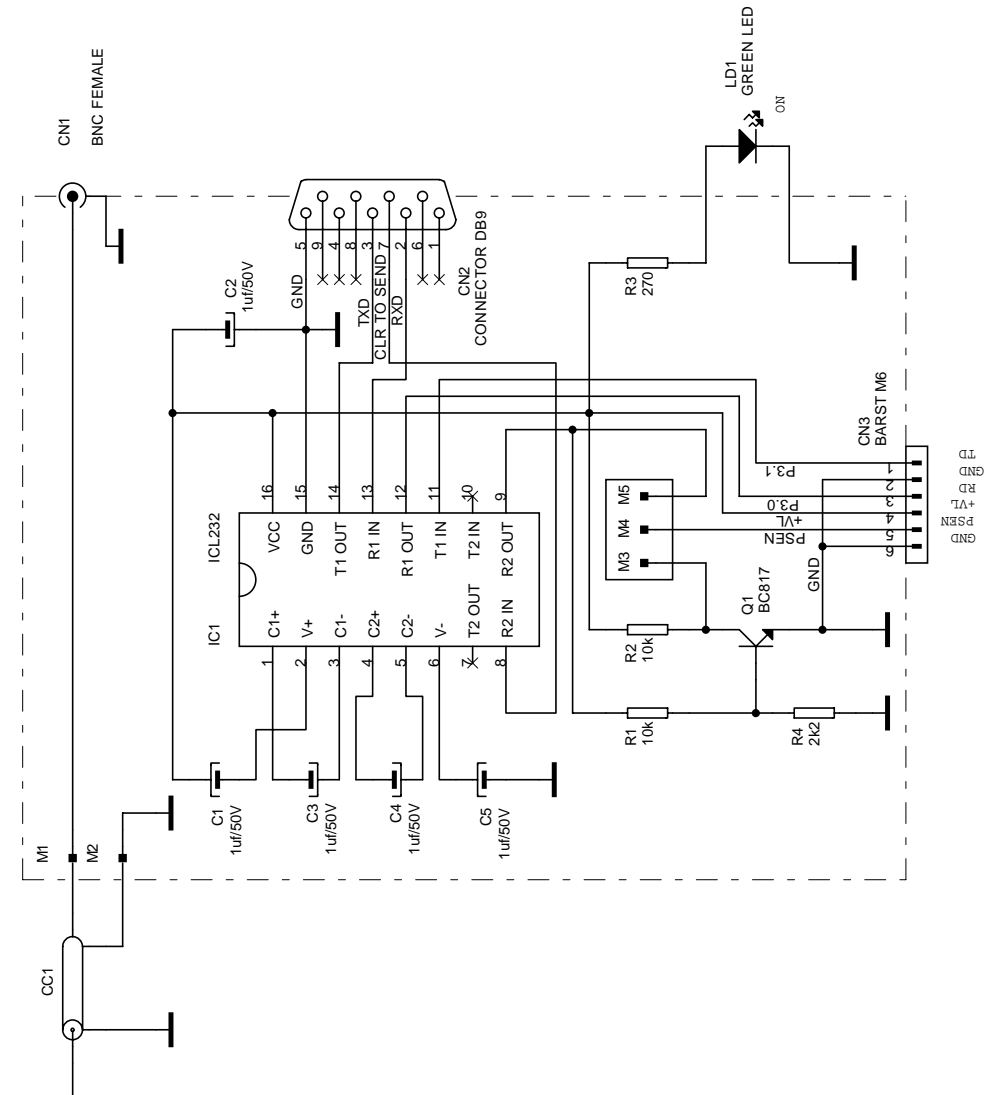 CN1
BNC FEMALE
LD1
GREEN LED
ON
C2
1uf/50V
5
9
4
8
3
7
2
6
1
GND
TXD
CLR TO SEND
RXD
CN2
CONNECTOR DB9
R3
270
CN3
BARST M6
TD
GND
RD
+VL
PSEN
GND
1
2
3
4
5
6
P3.1
P3.0
+VL
PSEN
GND
16
15
14
13
12
11
10
9
ICL232
VCC
GND
T1 OUT
R1 IN
R1 OUT
T1 IN
T2 IN
R2 OUT
IC1
C1+
V+
C1-
C2+
C2-
V-
T2 OUT
R2 IN
1
2
3
4
5
6
7
8
M5
M4
M3
Q1
BC817
R2
10k
R1
10k
R4
2k2
C1
1uf/50V
C3
1uf/50V
C4
1uf/50V
C5
1uf/50V
M1
M2
CC1